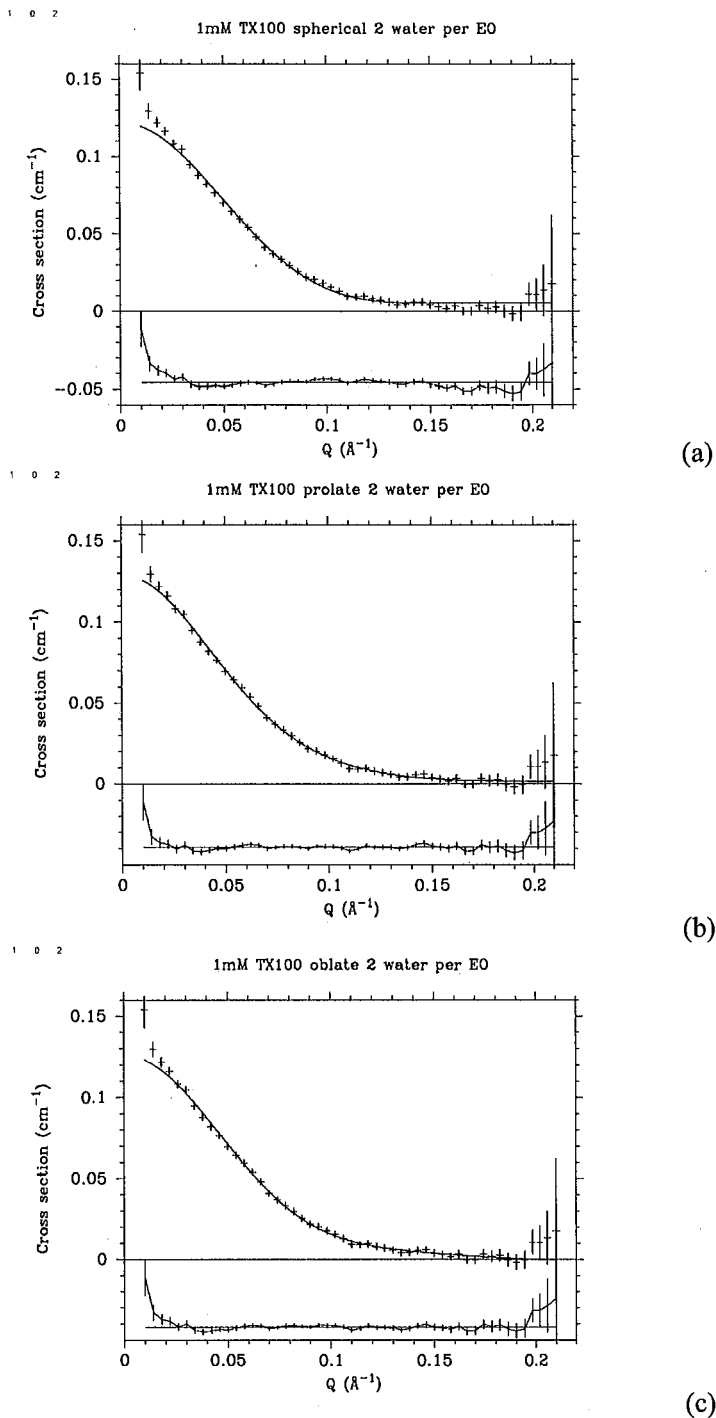 1 0 2
1mM TX100 spherical 2 water per EO
0.15
0.1
0.05
0
−0.05
Cross section (cm⁻¹)
0 0.05 0.1 0.15 0.2
Q (Å⁻¹)
(a)
1 0 2
1mM TX100 prolate 2 water per EO
0.15
0.1
0.05
0
Cross section (cm⁻¹)
0 0.05 0.1 0.15 0.2
Q (Å⁻¹)
(b)
1 0 2
1mM TX100 oblate 2 water per EO
0.15
0.1
0.05
0
Cross section (cm⁻¹)
0 0.05 0.1 0.15 0.2
Q (Å⁻¹)
(c)